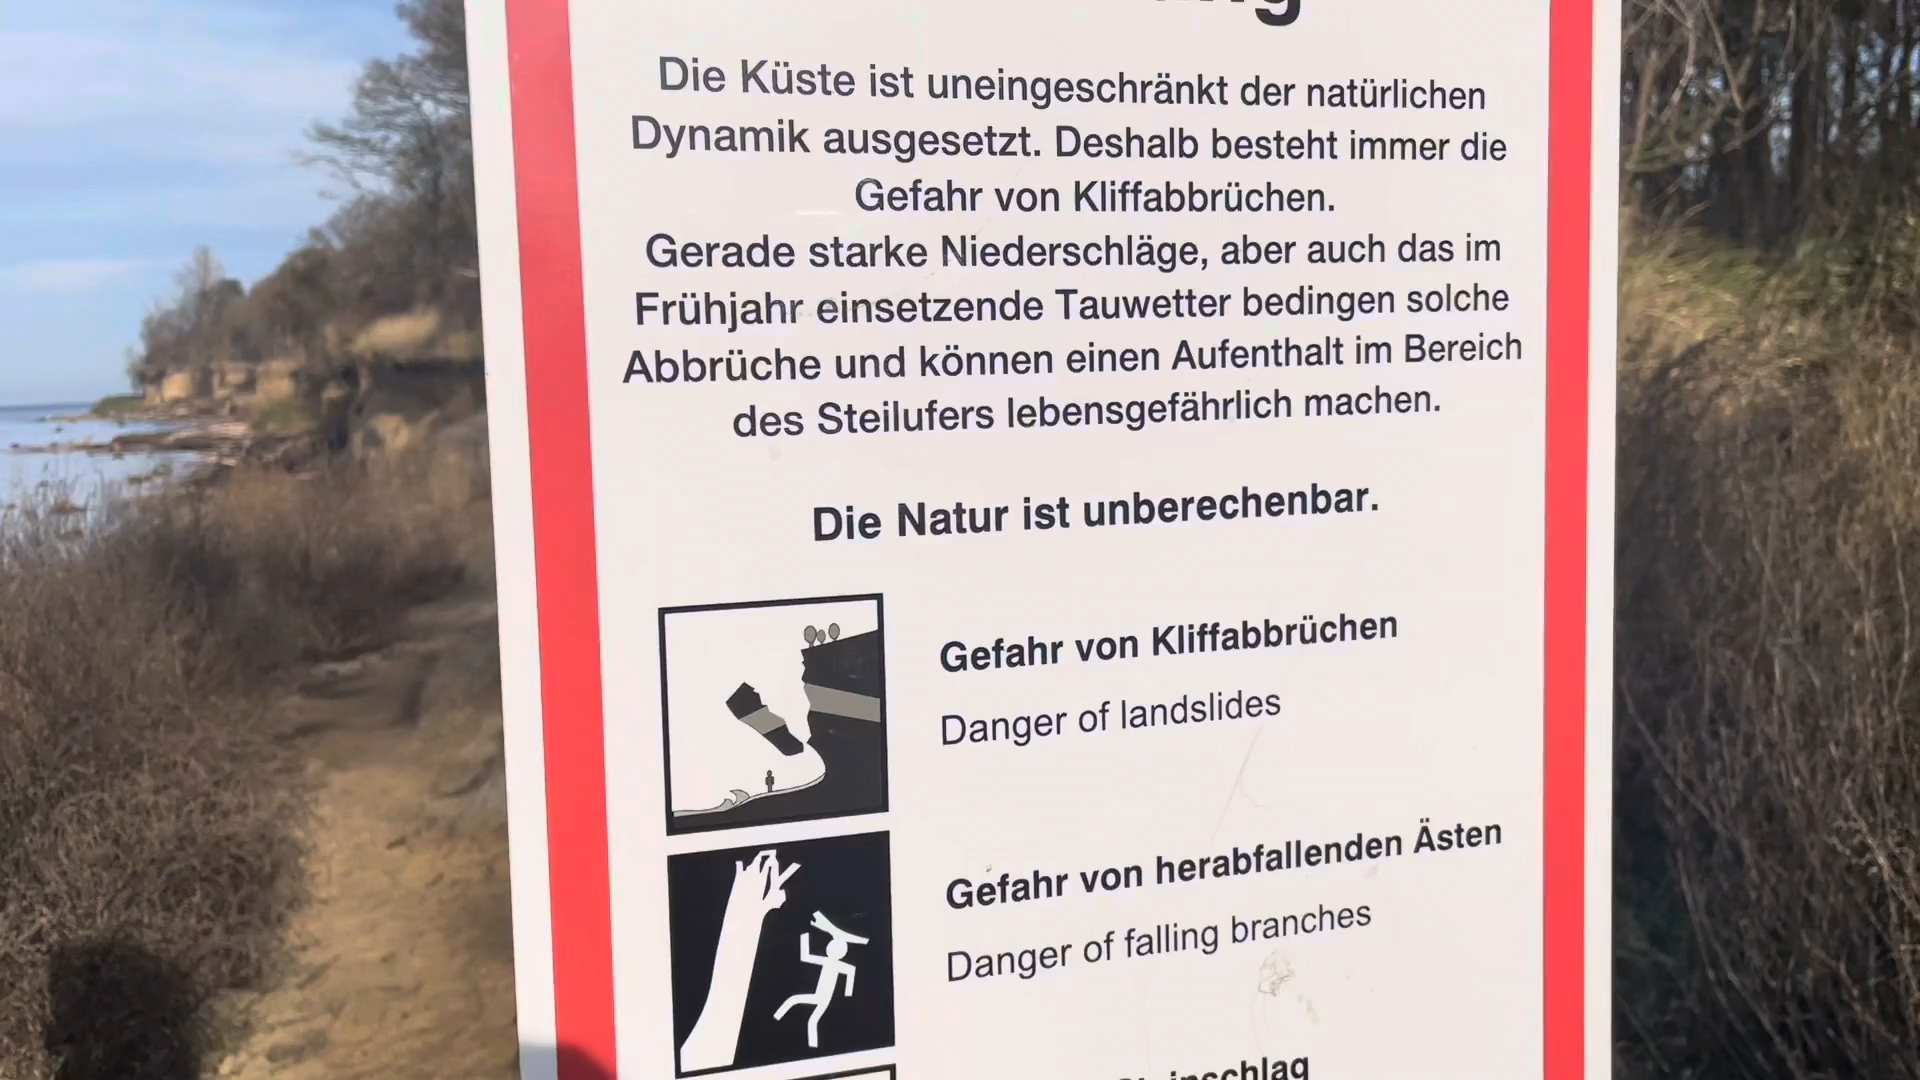 Die Küste ist uneingeschränkt der natürlichen
Dynamik ausgesetzt. Deshalb besteht immer die
Gefahr von Kliffabbrüchen.
Gerade starke Niederschläge, aber auch das im
Frühjahr einsetzende Tauwetter bedingen solche
Abbrüche und können einen Aufenthalt im Bereich
des Steilufers lebensgefährlich machen.
Die Natur ist unberechenbar.
Gefahr von Kliffabbrüchen
Danger of landslides
Gefahr von herabfallenden Ästen
Danger of falling branches